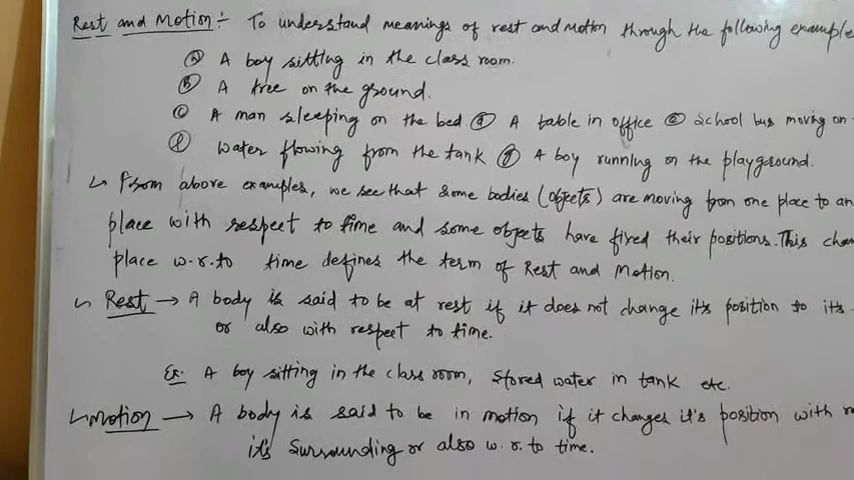 Rest and Motion :- To understand meanings of rest and motion through the following example
(a) A boy sitting in the class room.
(b) A tree on the ground.
(c) A man sleeping on the bed (d) A table in office (e) School bus moving on
(f) Water flowing from the tank (g) A boy running on the playground.
↳ From above examples, we see that some bodies (objects) are moving from one place to an
place with respect to time and some objects have fixed their positions. This chan
place w.r.to time defines the term of Rest and Motion.
↳ Rest → A body is said to be at rest if it does not change it's position to it's
or also with respect to time.
Ex. A boy sitting in the class room, stored water in tank etc.
↳ Motion → A body is said to be in motion if it changes it's position with r
it's surrounding or also w.r.to time.